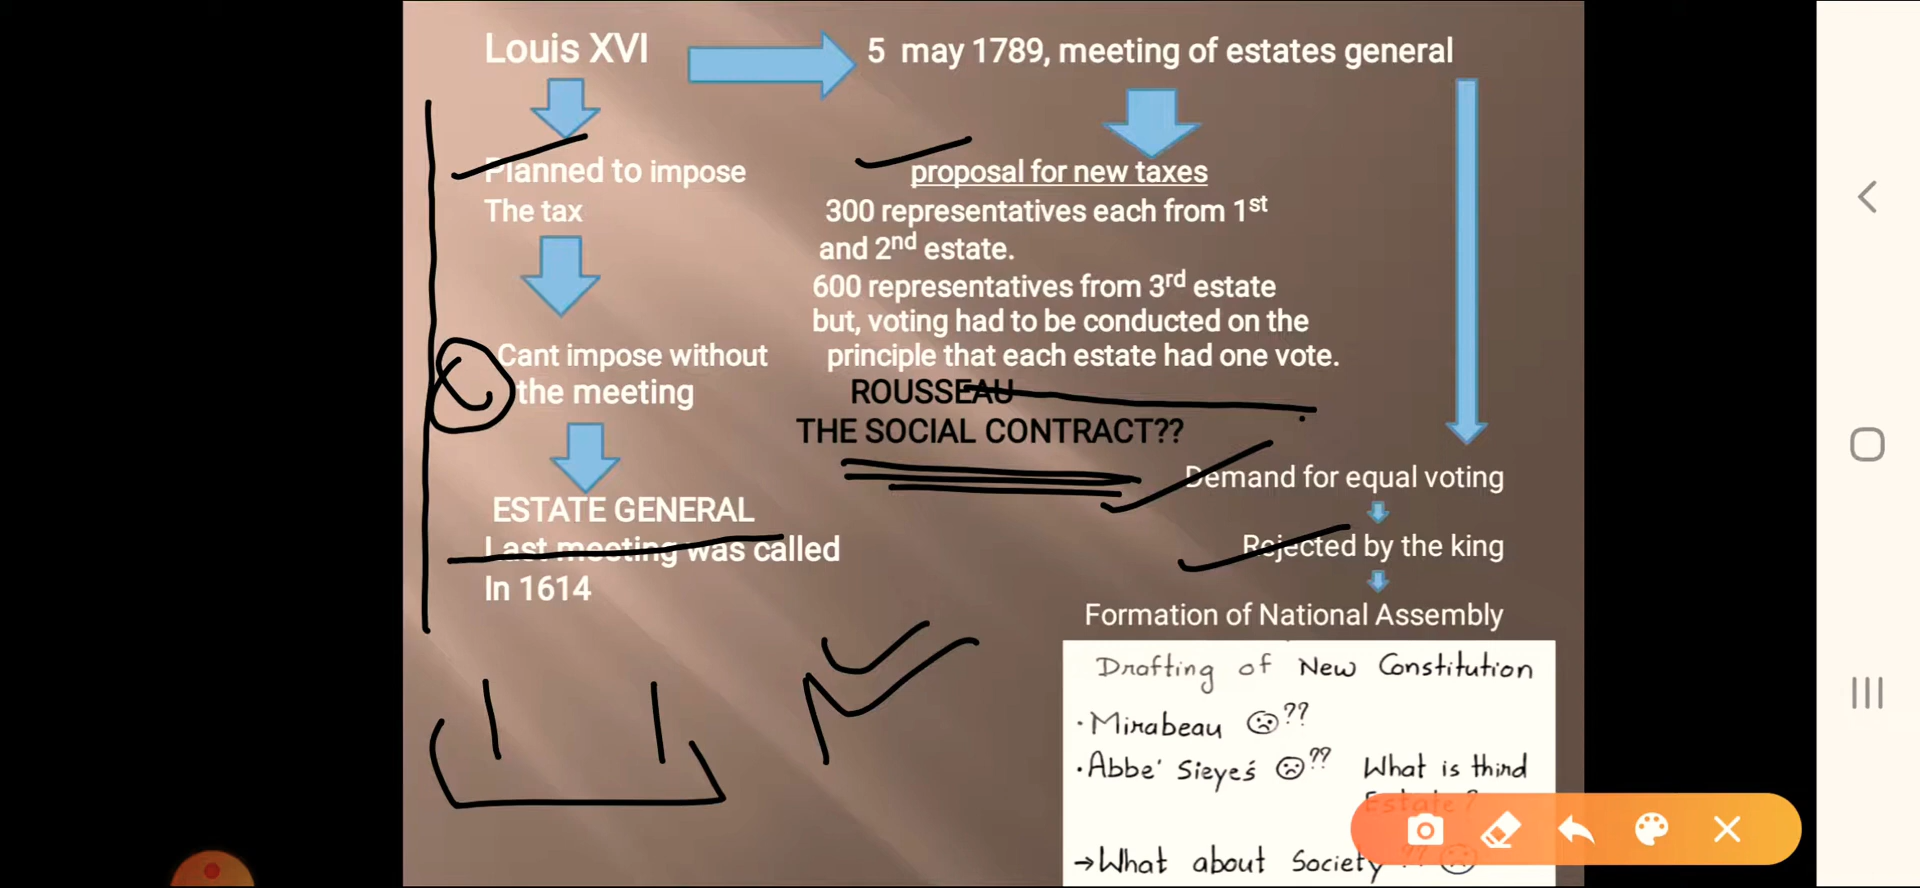 Louis XVI
5 may 1789, meeting of estates general
Planned to impose
The tax
Cant impose without
the meeting
ESTATE GENERAL
Last meeting was called
In 1614
proposal for new taxes
300 representatives each from 1st
and 2nd estate.
600 representatives from 3rd estate
but, voting had to be conducted on the
principle that each estate had one vote.
ROUSSEAU
THE SOCIAL CONTRACT??
Demand for equal voting
Rejected by the king
Formation of National Assembly
Drafting of New Constitution
·Mirabeau ☹??
·Abbe' Sieyeś ☹?? What is third
Estate?
→What about Society ?? ☹